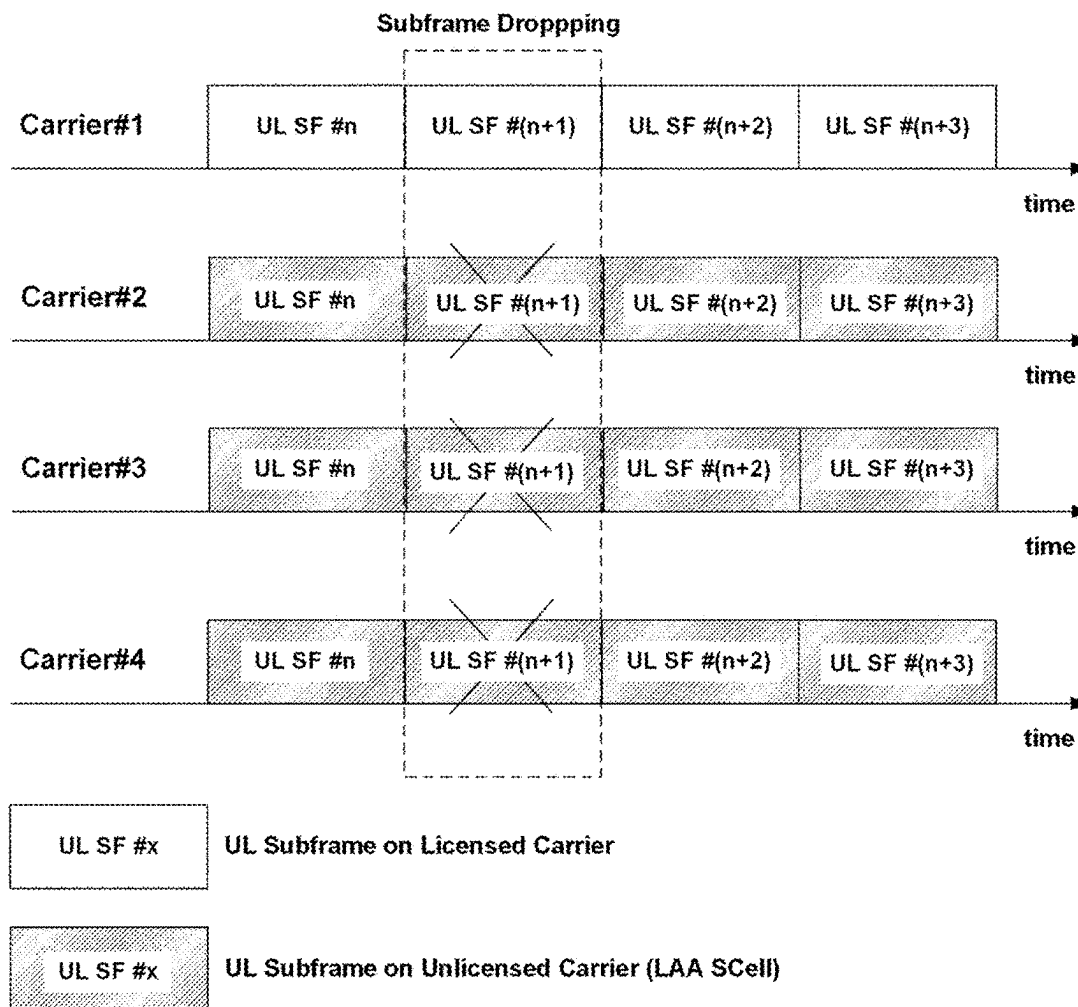 Subframe Droppping
Carrier#1
UL SF #n
UL SF #(n+1)
UL SF #(n+2)
UL SF #(n+3)
time
Carrier#2
UL SF #n
UL SF #(n+1)
UL SF #(n+2)
UL SF #(n+3)
time
Carrier#3
UL SF #n
UL SF #(n+1)
UL SF #(n+2)
UL SF #(n+3)
time
Carrier#4
UL SF #n
UL SF #(n+1)
UL SF #(n+2)
UL SF #(n+3)
time
UL SF #x
UL Subframe on Licensed Carrier
UL SF #x
UL Subframe on Unlicensed Carrier (LAA SCell)